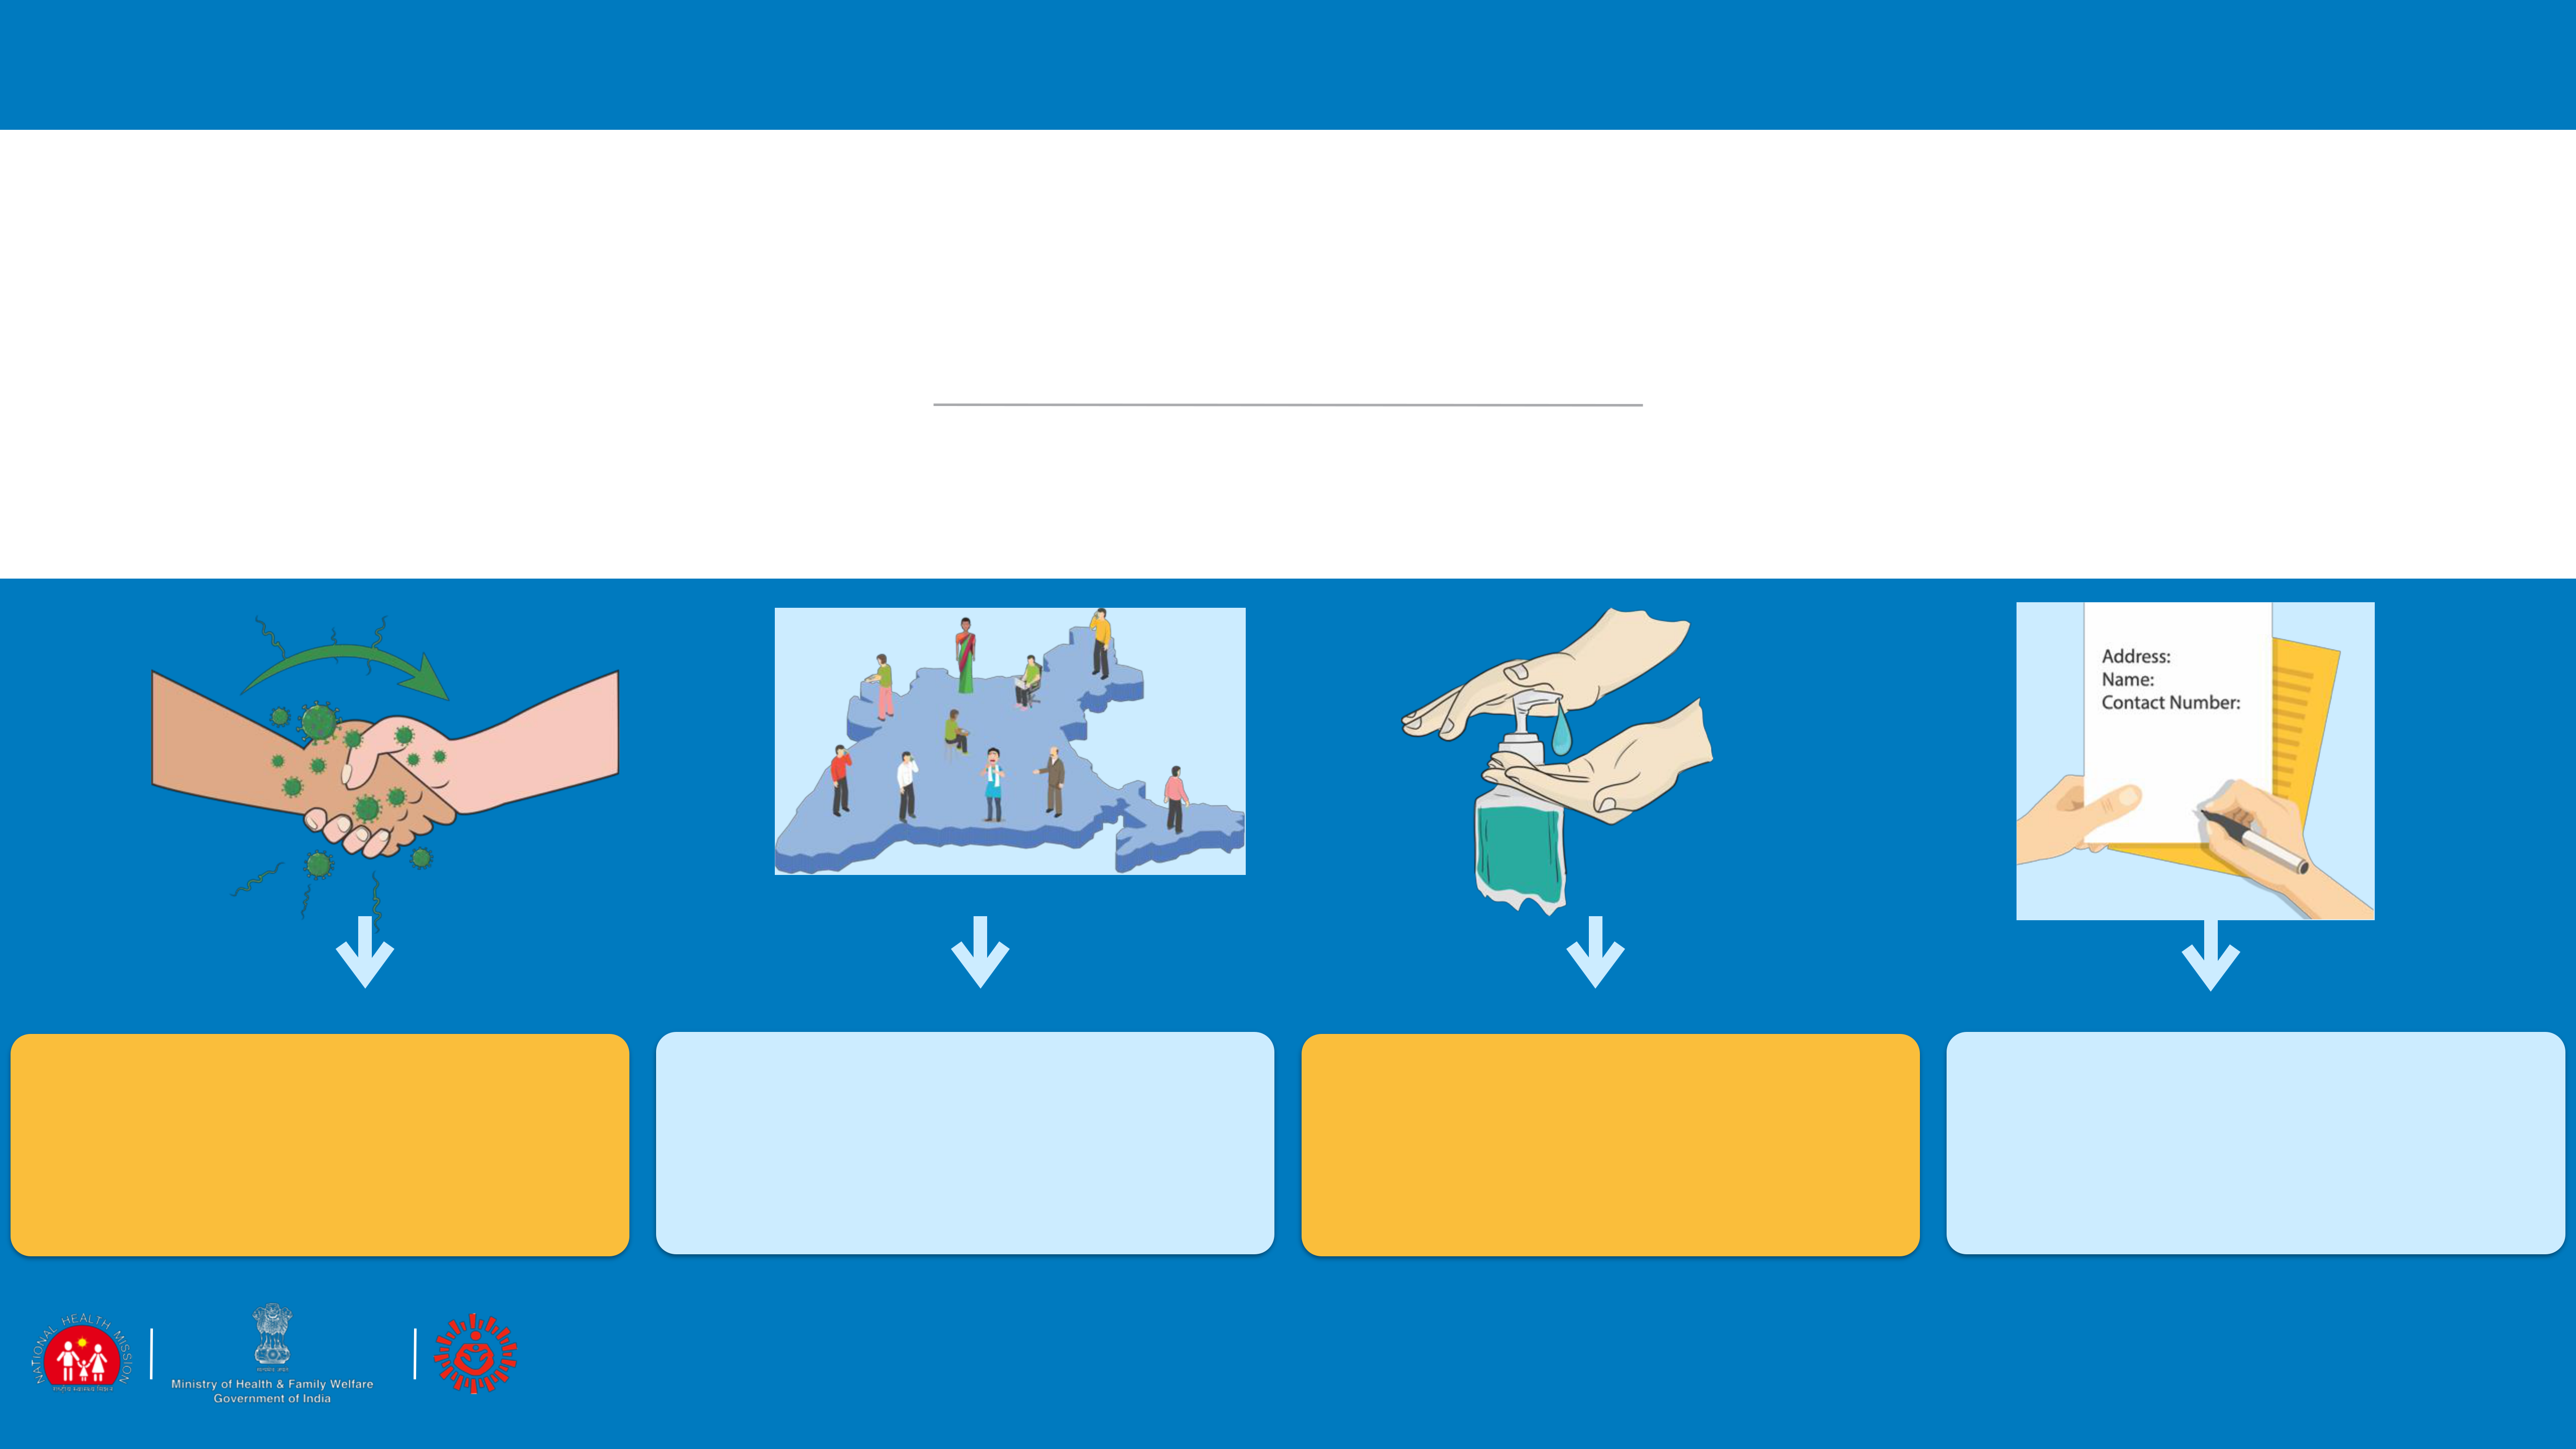 Address:
Name:
Contact Number:
NATIONAL HEALTH MISSION
Ministry of Health & Family Welfare
Government of India